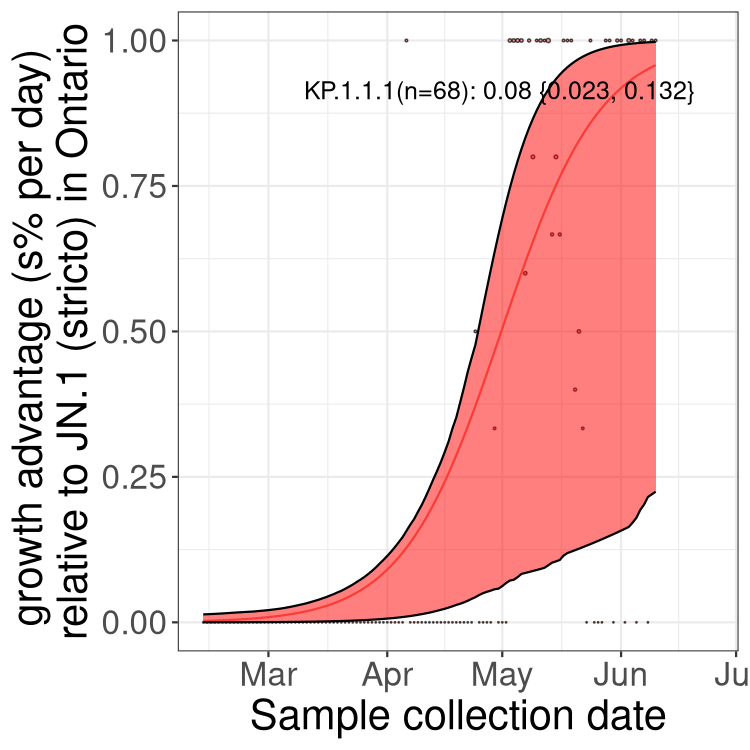 growth advantage (s% per day)
relative to JN.1 (stricto) in Ontario
1.00
0.75
0.50
0.25
0.00
KP.1.1.1(n=68): 0.08 {0.023, 0.132}
Mar Apr May Jun Ju
Sample collection date